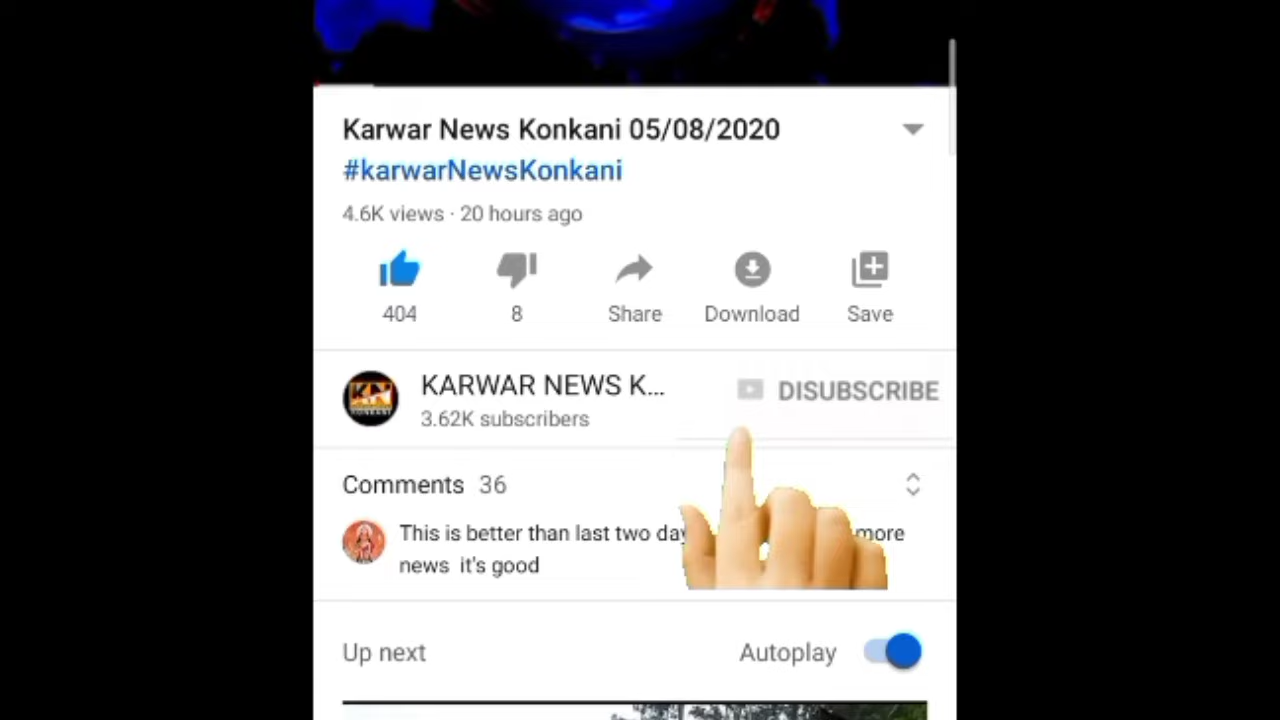 Karwar News Konkani 05/08/2020
#karwarNewsKonkani
4.6K views · 20 hours ago
404
8
Share
Download
Save
KN
KONKANI
KARWAR NEWS K...
3.62K subscribers
DISUBSCRIBE
Comments 36
This is better than last two more
news it's good
Up next
Autoplay